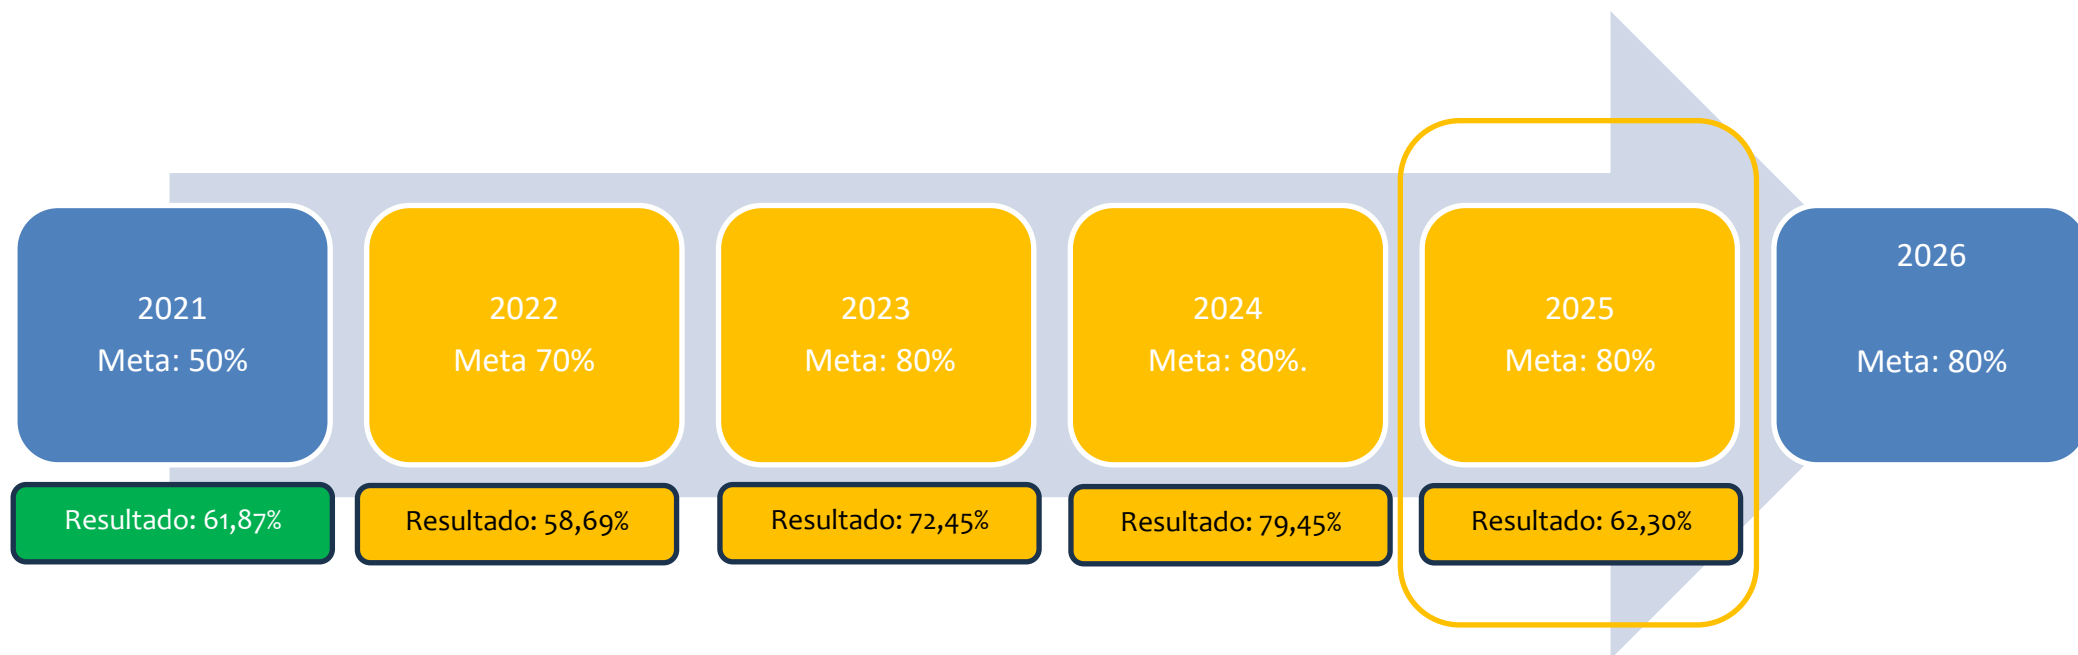 2021
Meta: 50%
Resultado: 61,87%
2022
Meta 70%
Resultado: 58,69%
2023
Meta: 80%
Resultado: 72,45%
2024
Meta: 80%.
Resultado: 79,45%
2025
Meta: 80%
Resultado: 62,30%
2026
Meta: 80%